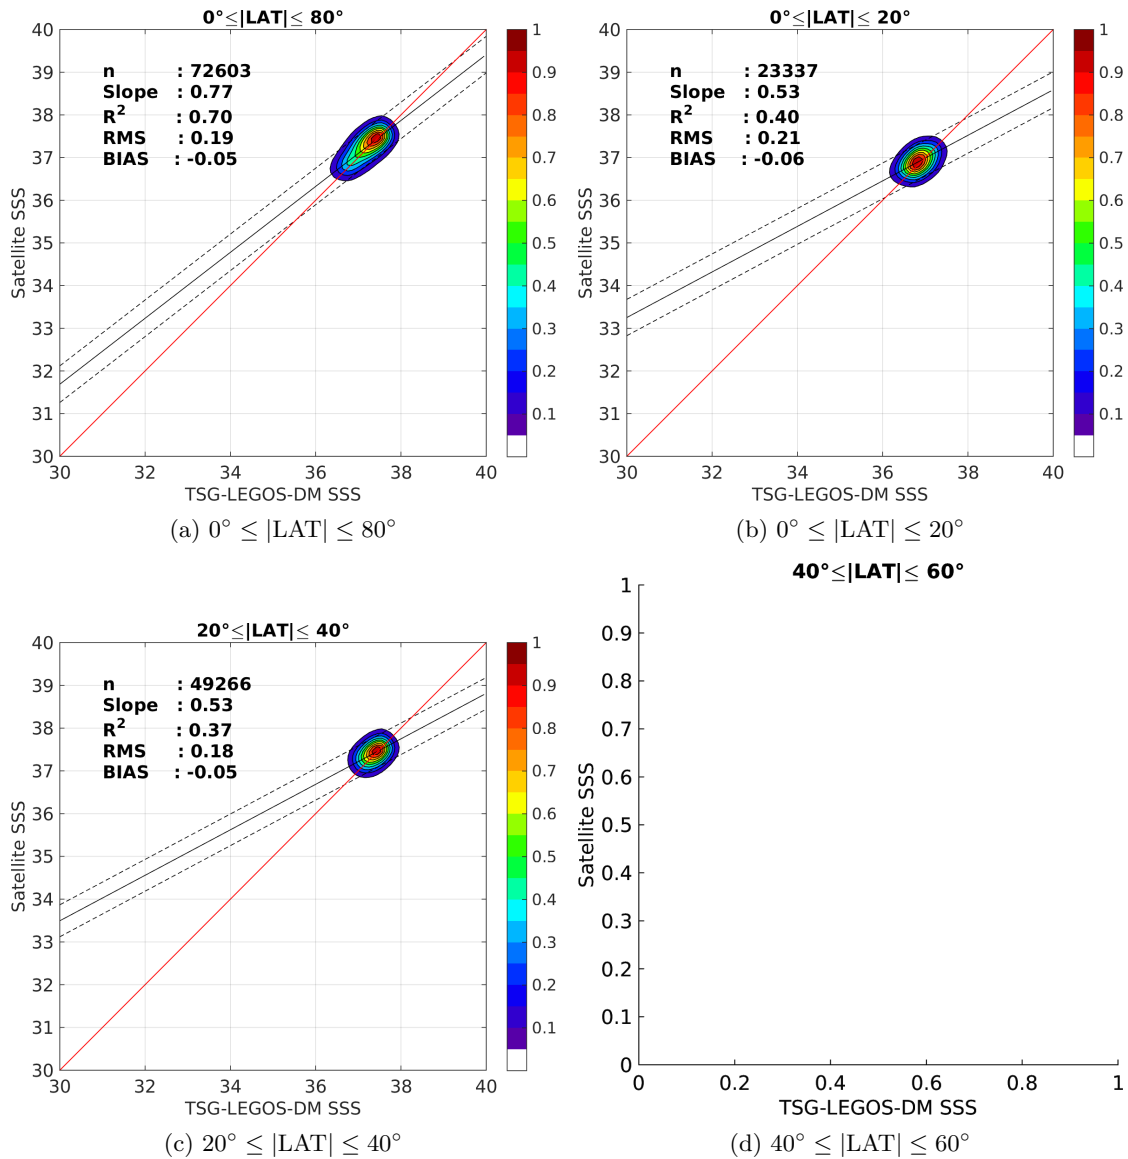 0°≤|LAT|≤ 80°
40
39
38
37
36
35
34
33
32
31
30
Satellite SSS
n : 72603
Slope : 0.77
R² : 0.70
RMS : 0.19
BIAS : -0.05
30 32 34 36 38 40
TSG-LEGOS-DM SSS
1
0.9
0.8
0.7
0.6
0.5
0.4
0.3
0.2
0.1
(a) 0° ≤ |LAT| ≤ 80°
0°≤|LAT|≤ 20°
40
39
38
37
36
35
34
33
32
31
30
Satellite SSS
n : 23337
Slope : 0.53
R² : 0.40
RMS : 0.21
BIAS : -0.06
30 32 34 36 38 40
TSG-LEGOS-DM SSS
1
0.9
0.8
0.7
0.6
0.5
0.4
0.3
0.2
0.1
(b) 0° ≤ |LAT| ≤ 20°
20°≤|LAT|≤ 40°
40
39
38
37
36
35
34
33
32
31
30
Satellite SSS
n : 49266
Slope : 0.53
R² : 0.37
RMS : 0.18
BIAS : -0.05
30 32 34 36 38 40
TSG-LEGOS-DM SSS
1
0.9
0.8
0.7
0.6
0.5
0.4
0.3
0.2
0.1
(c) 20° ≤ |LAT| ≤ 40°
40°≤|LAT|≤ 60°
1
0.9
0.8
0.7
0.6
0.5
0.4
0.3
0.2
0.1
0
Satellite SSS
0 0.2 0.4 0.6 0.8 1
TSG-LEGOS-DM SSS
(d) 40° ≤ |LAT| ≤ 60°